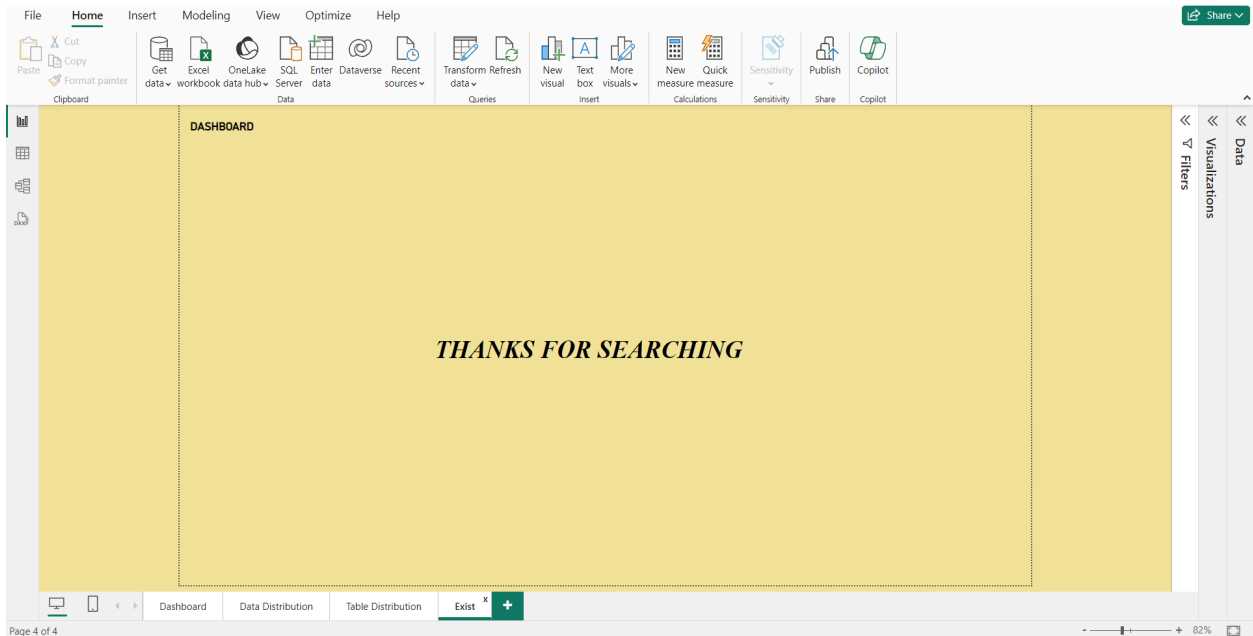 File Home Insert Modeling View Optimize Help Share
Paste
Cut
Copy
Format painter
Clipboard
Get data
Excel workbook
OneLake data hub
SQL Server
Enter data
Dataverse
Recent sources
Data
Transform data
Refresh
Queries
New visual
Text box
More visuals
Insert
New measure
Quick measure
Calculations
Sensitivity
Sensitivity
Publish
Share
Copilot
Copilot
DASHBOARD
THANKS FOR SEARCHING
Filters
Visualizations
Data
DAX
Dashboard Data Distribution Table Distribution Exist x +
Page 4 of 4
- + 82%